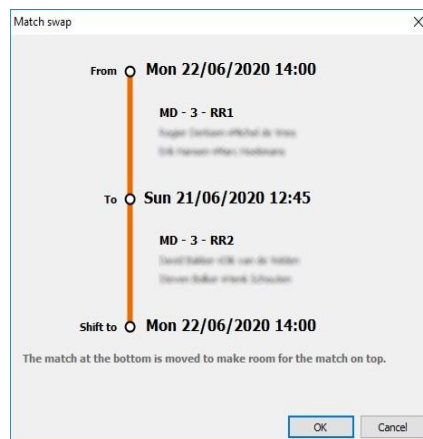 Match swap
From Mon 22/06/2020 14:00
MD - 3 - RR1
To Sun 21/06/2020 12:45
MD - 3 - RR2
Shift to Mon 22/06/2020 14:00
The match at the bottom is moved to make room for the match on top.
OK Cancel